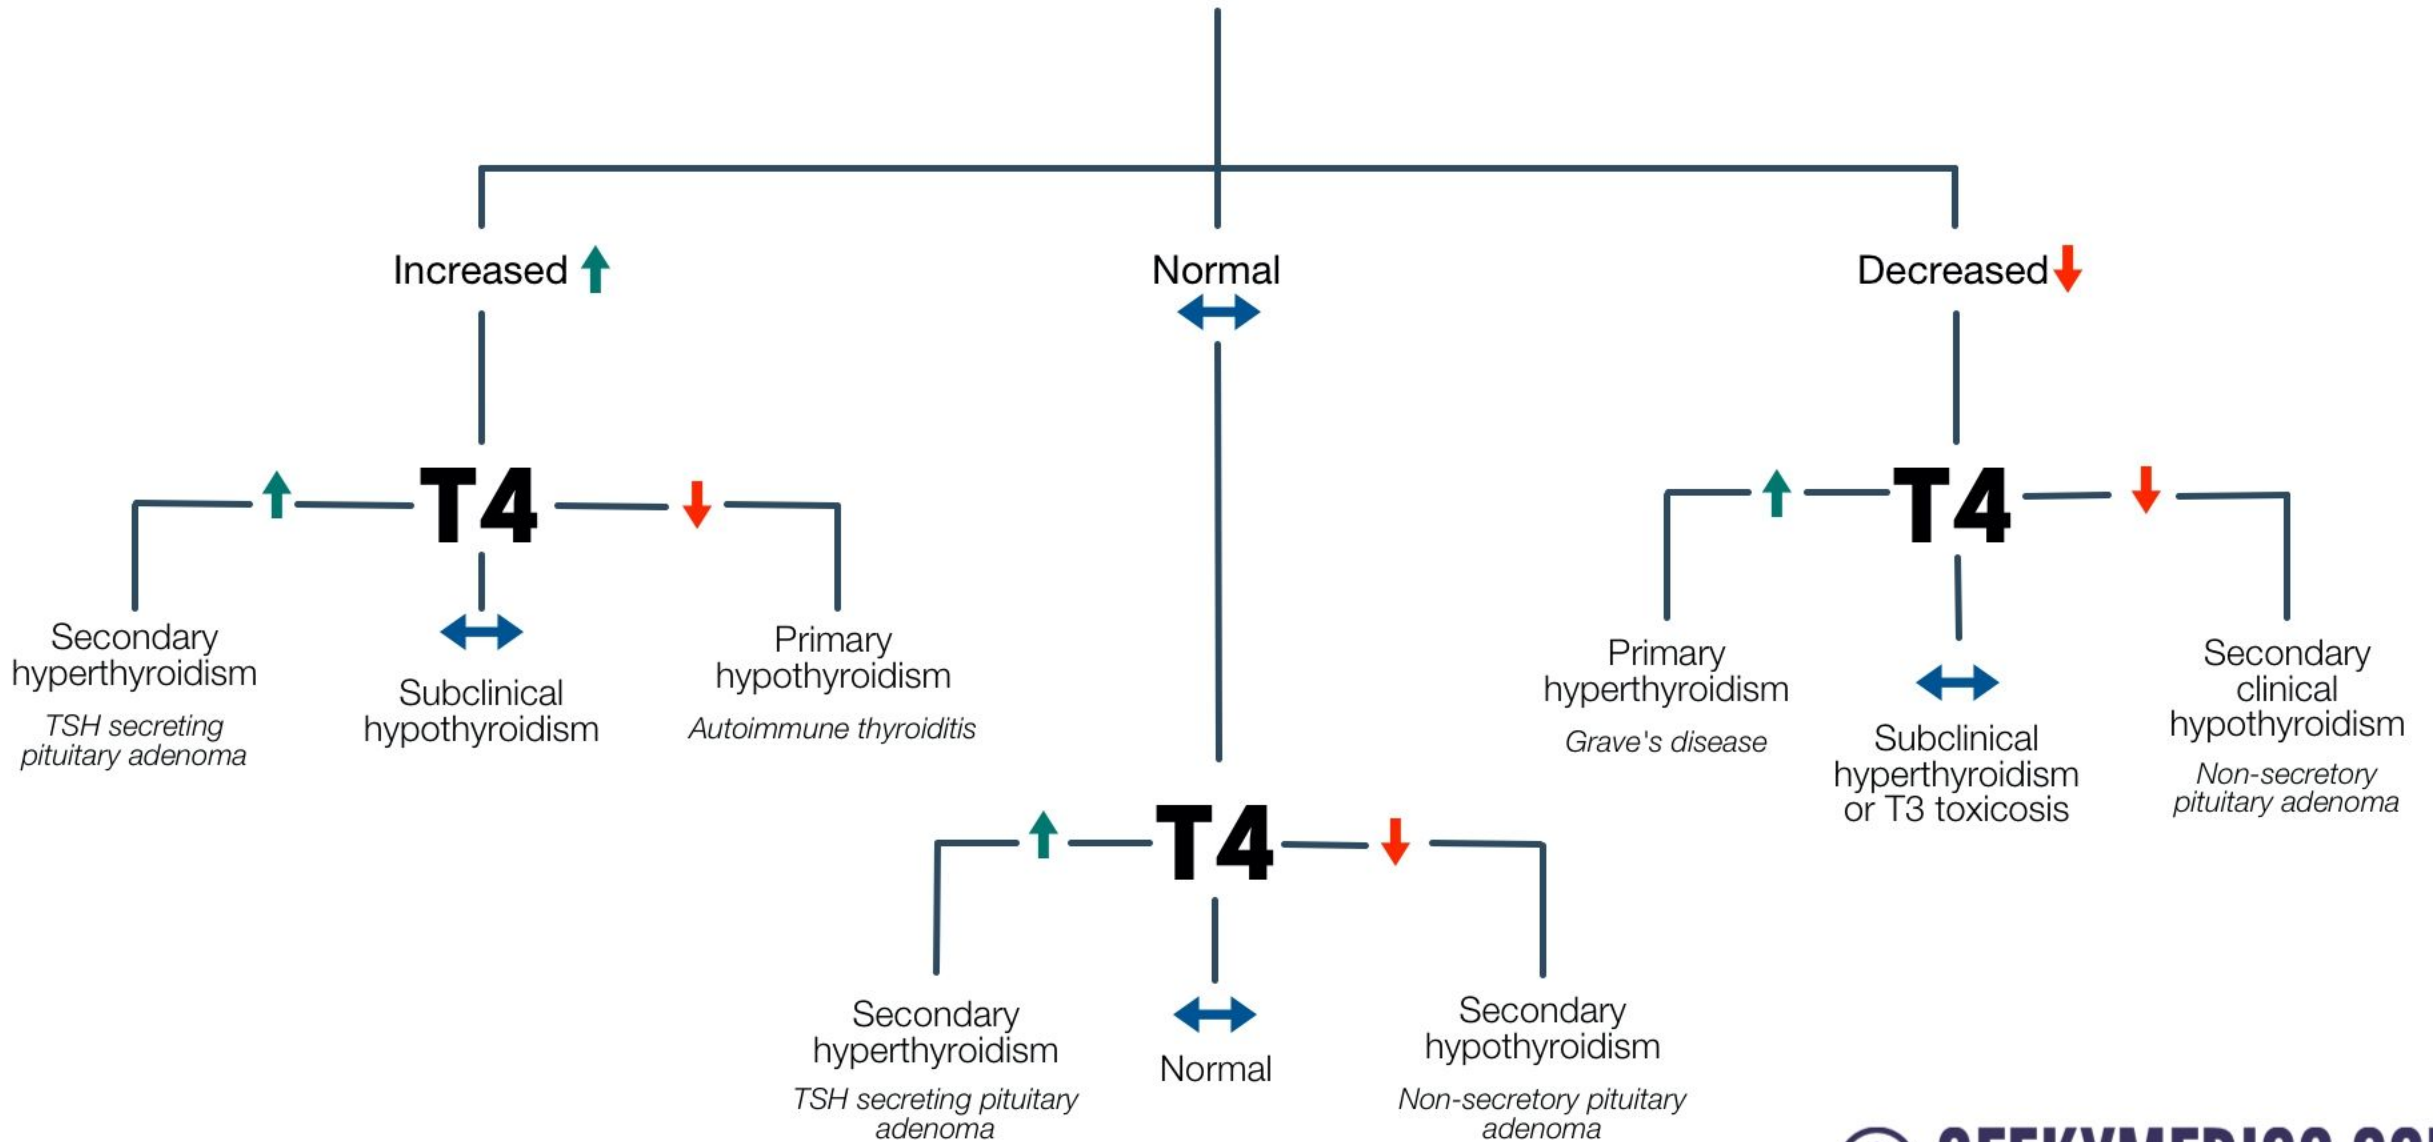 Increased
Normal
Decreased
T4
T4
Secondary
hyperthyroidism
TSH secreting
pituitary adenoma
Subclinical
hypothyroidism
Primary
hypothyroidism
Autoimmune thyroiditis
Primary
hyperthyroidism
Grave's disease
Subclinical
hyperthyroidism
or T3 toxicosis
Secondary
clinical
hypothyroidism
Non-secretory
pituitary adenoma
T4
Secondary
hyperthyroidism
TSH secreting pituitary
adenoma
Normal
Secondary
hypothyroidism
Non-secretory pituitary
adenoma